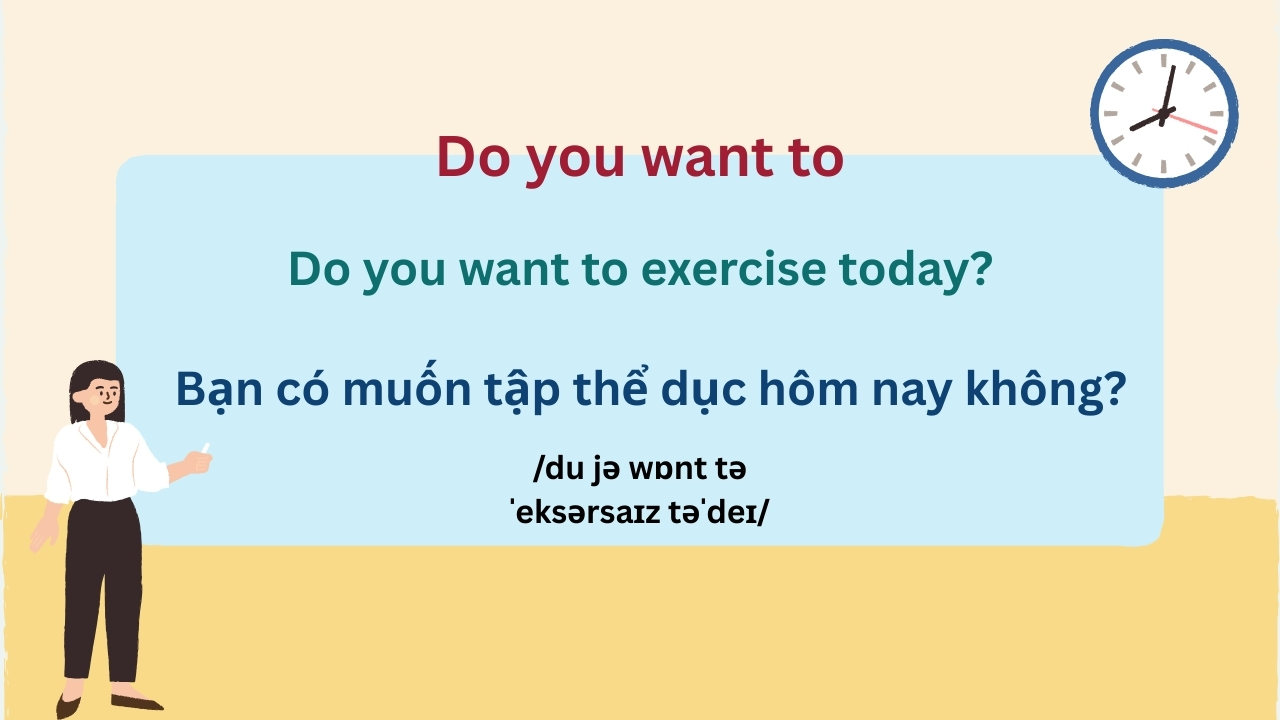 Do you want to
Do you want to exercise today?
Bạn có muốn tập thể dục hôm nay không?
/du jə wɒnt tə
ˈeksərsaɪz təˈdeɪ/